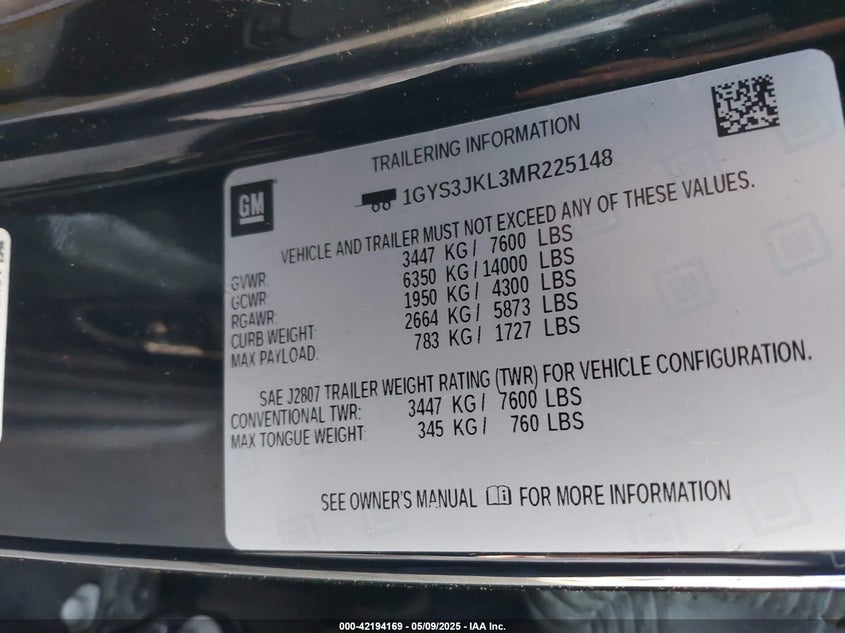 TRAILERING INFORMATION
GM
1GYS3JKL3MR225148
VEHICLE AND TRAILER MUST NOT EXCEED ANY OF THESE VALUES.
GVWR: 3447 KG / 7600 LBS
GCWR: 6350 KG / 14000 LBS
RGAWR: 1950 KG / 4300 LBS
CURB WEIGHT: 2664 KG / 5873 LBS
MAX PAYLOAD: 783 KG / 1727 LBS
SAE J2807 TRAILER WEIGHT RATING (TWR) FOR VEHICLE CONFIGURATION.
CONVENTIONAL TWR: 3447 KG / 7600 LBS
MAX TONGUE WEIGHT: 345 KG / 760 LBS
SEE OWNER'S MANUAL FOR MORE INFORMATION
000-42194169 - 05/09/2025 - IAA Inc.